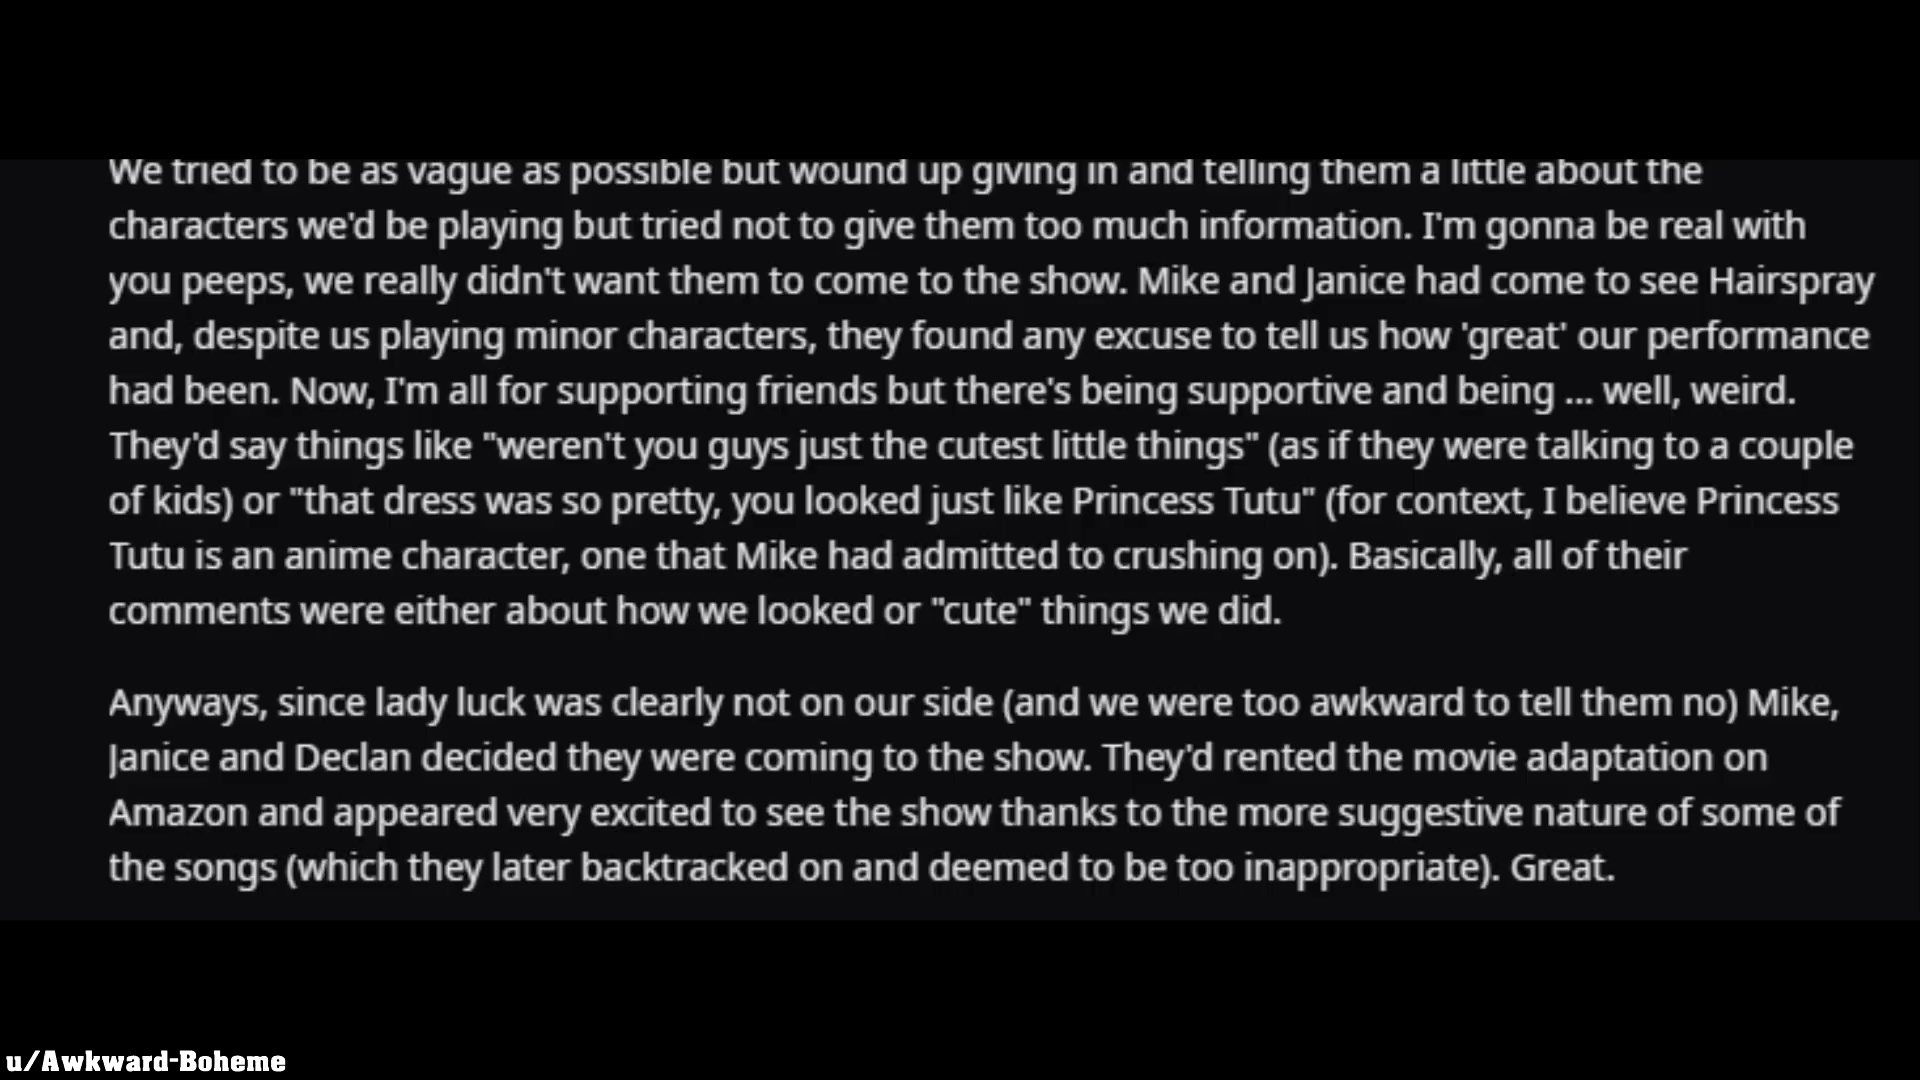 We tried to be as vague as possible but wound up giving in and telling them a little about the
characters we'd be playing but tried not to give them too much information. I'm gonna be real with
you peeps, we really didn't want them to come to the show. Mike and Janice had come to see Hairspray
and, despite us playing minor characters, they found any excuse to tell us how 'great' our performance
had been. Now, I'm all for supporting friends but there's being supportive and being ... well, weird.
They'd say things like "weren't you guys just the cutest little things" (as if they were talking to a couple
of kids) or "that dress was so pretty, you looked just like Princess Tutu" (for context, I believe Princess
Tutu is an anime character, one that Mike had admitted to crushing on). Basically, all of their
comments were either about how we looked or "cute" things we did.
Anyways, since lady luck was clearly not on our side (and we were too awkward to tell them no) Mike,
Janice and Declan decided they were coming to the show. They'd rented the movie adaptation on
Amazon and appeared very excited to see the show thanks to the more suggestive nature of some of
the songs (which they later backtracked on and deemed to be too inappropriate). Great.
u/Awkward-Boheme